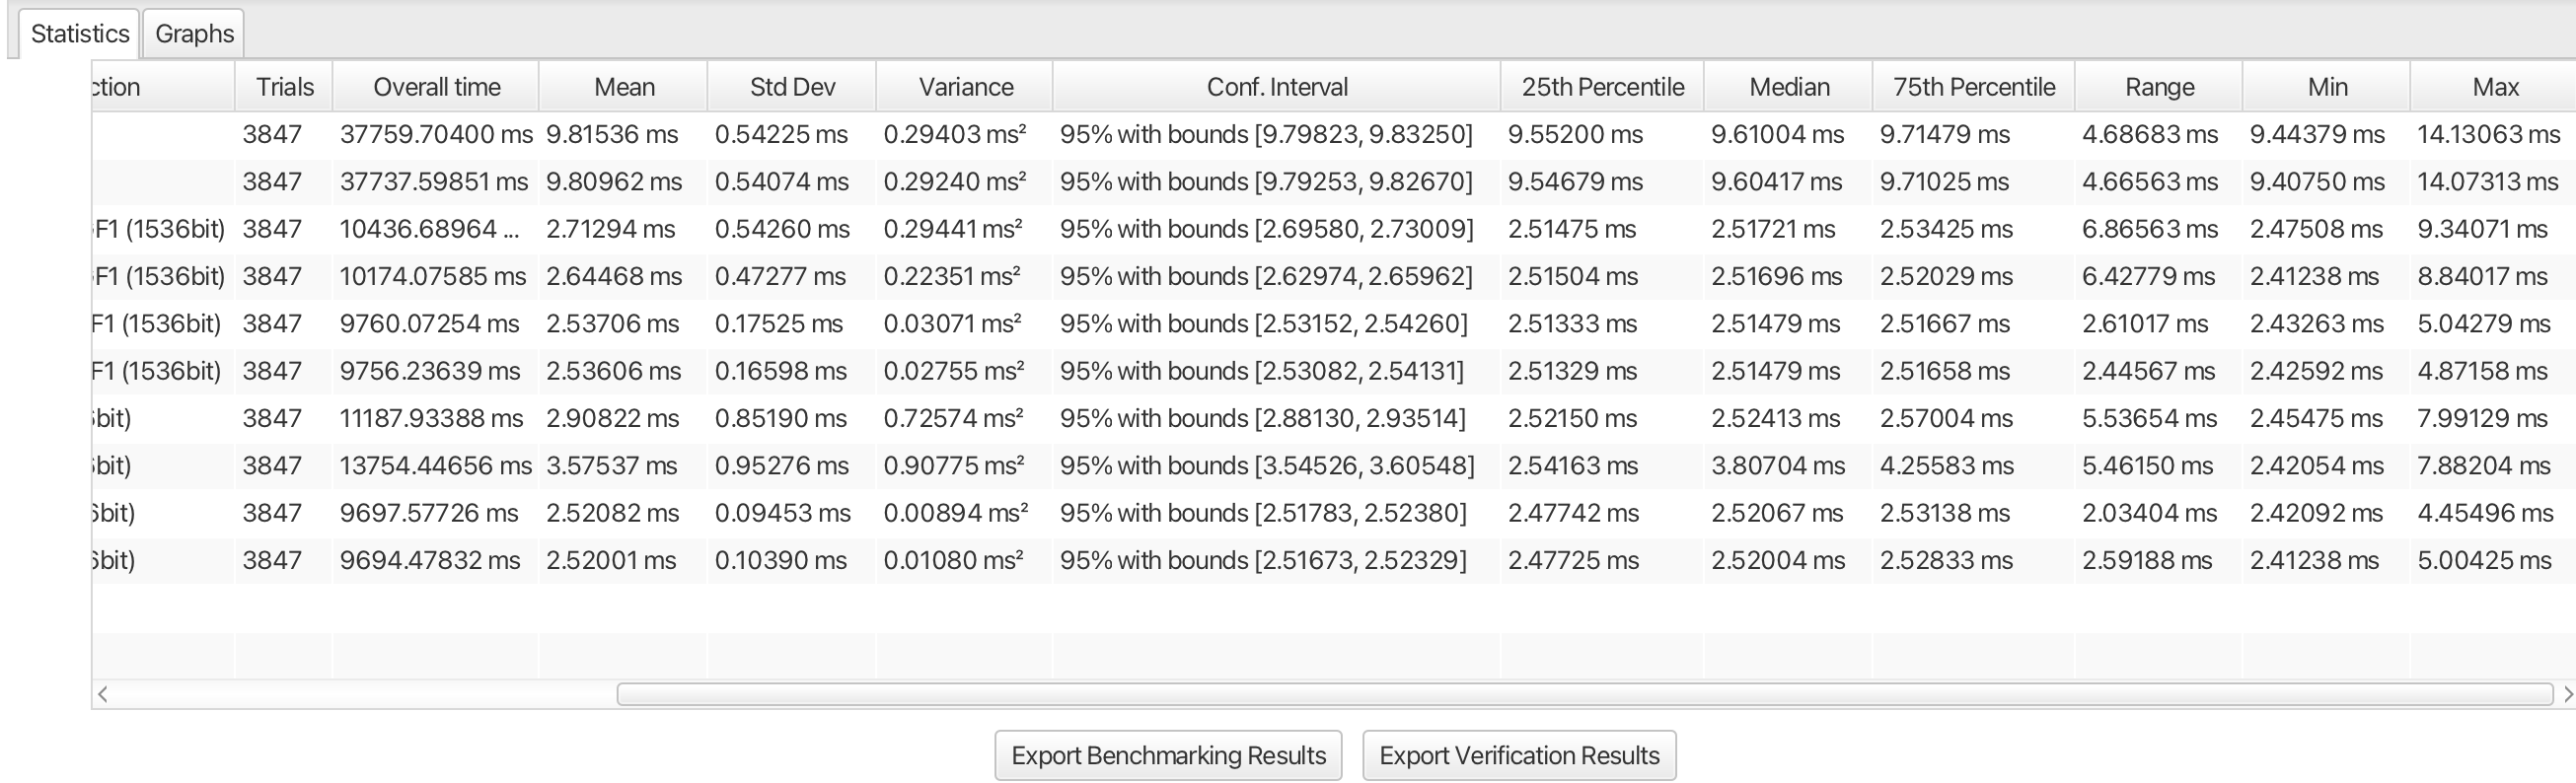 Statistics Graphs
ction Trials Overall time Mean Std Dev Variance Conf. Interval 25th Percentile Median 75th Percentile Range Min Max
3847 37759.70400 ms 9.81536 ms 0.54225 ms 0.29403 ms² 95% with bounds [9.79823, 9.83250] 9.55200 ms 9.61004 ms 9.71479 ms 4.68683 ms 9.44379 ms 14.13063 ms
3847 37737.59851 ms 9.80962 ms 0.54074 ms 0.29240 ms² 95% with bounds [9.79253, 9.82670] 9.54679 ms 9.60417 ms 9.71025 ms 4.66563 ms 9.40750 ms 14.07313 ms
F1 (1536bit) 3847 10436.68964 ... 2.71294 ms 0.54260 ms 0.29441 ms² 95% with bounds [2.69580, 2.73009] 2.51475 ms 2.51721 ms 2.53425 ms 6.86563 ms 2.47508 ms 9.34071 ms
F1 (1536bit) 3847 10174.07585 ms 2.64468 ms 0.47277 ms 0.22351 ms² 95% with bounds [2.62974, 2.65962] 2.51504 ms 2.51696 ms 2.52029 ms 6.42779 ms 2.41238 ms 8.84017 ms
F1 (1536bit) 3847 9760.07254 ms 2.53706 ms 0.17525 ms 0.03071 ms² 95% with bounds [2.53152, 2.54260] 2.51333 ms 2.51479 ms 2.51667 ms 2.61017 ms 2.43263 ms 5.04279 ms
F1 (1536bit) 3847 9756.23639 ms 2.53606 ms 0.16598 ms 0.02755 ms² 95% with bounds [2.53082, 2.54131] 2.51329 ms 2.51479 ms 2.51658 ms 2.44567 ms 2.42592 ms 4.87158 ms
6bit) 3847 11187.93388 ms 2.90822 ms 0.85190 ms 0.72574 ms² 95% with bounds [2.88130, 2.93514] 2.52150 ms 2.52413 ms 2.57004 ms 5.53654 ms 2.45475 ms 7.99129 ms
6bit) 3847 13754.44656 ms 3.57537 ms 0.95276 ms 0.90775 ms² 95% with bounds [3.54526, 3.60548] 2.54163 ms 3.80704 ms 4.25583 ms 5.46150 ms 2.42054 ms 7.88204 ms
6bit) 3847 9697.57726 ms 2.52082 ms 0.09453 ms 0.00894 ms² 95% with bounds [2.51783, 2.52380] 2.47742 ms 2.52067 ms 2.53138 ms 2.03404 ms 2.42092 ms 4.45496 ms
6bit) 3847 9694.47832 ms 2.52001 ms 0.10390 ms 0.01080 ms² 95% with bounds [2.51673, 2.52329] 2.47725 ms 2.52004 ms 2.52833 ms 2.59188 ms 2.41238 ms 5.00425 ms
Export Benchmarking Results Export Verification Results